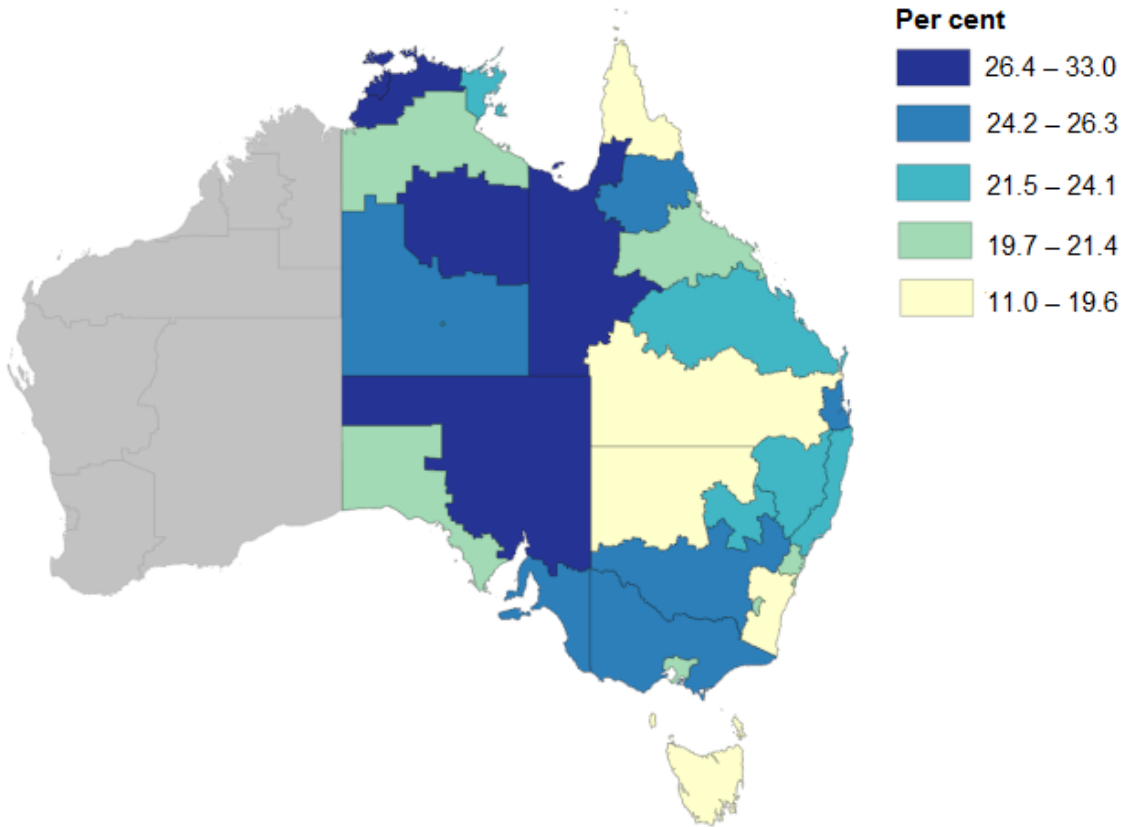 Per cent
26.4 – 33.0
24.2 – 26.3
21.5 – 24.1
19.7 – 21.4
11.0 – 19.6